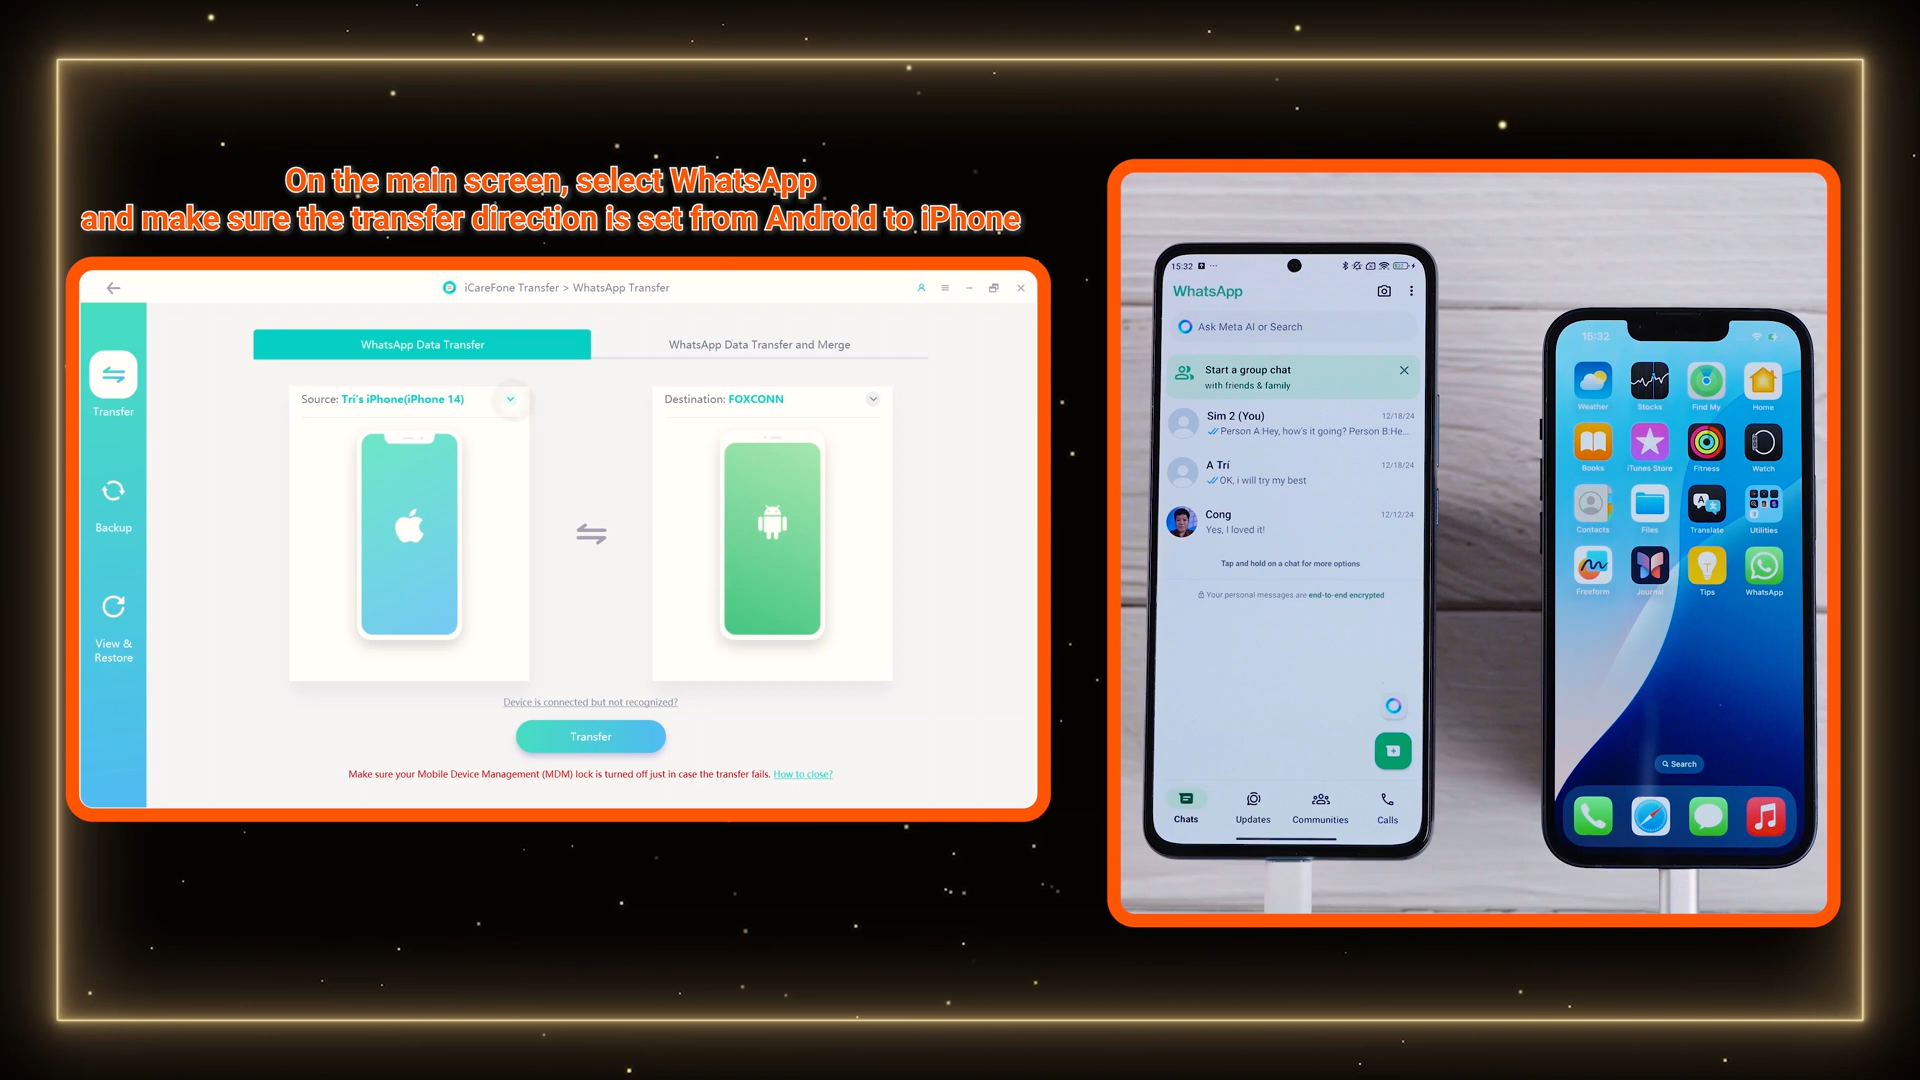 On the main screen, select WhatsApp
and make sure the transfer direction is set from Android to iPhone
iCareFone Transfer > WhatsApp Transfer
Transfer
Backup
View &
Restore
WhatsApp Data Transfer
WhatsApp Data Transfer and Merge
Source: Trí's iPhone(iPhone 14)
Destination: FOXCONN
Device is connected but not recognized?
Transfer
Make sure your Mobile Device Management (MDM) lock is turned off just in case the transfer fails. How to close?
15:32
WhatsApp
Ask Meta AI or Search
Start a group chat
with friends & family
Sim 2 (You) 12/18/24
Person A:Hey, how's it going? Person B:He...
A Trí 12/18/24
OK, i will try my best
Cong 12/12/24
Yes, I loved it!
Tap and hold on a chat for more options
Your personal messages are end-to-end encrypted
Chats Updates Communities Calls
15:32
Weather Stocks Find My Home
Books iTunes Store Fitness Watch
Contacts Files Translate Utilities
Freeform Journal Tips WhatsApp
Search